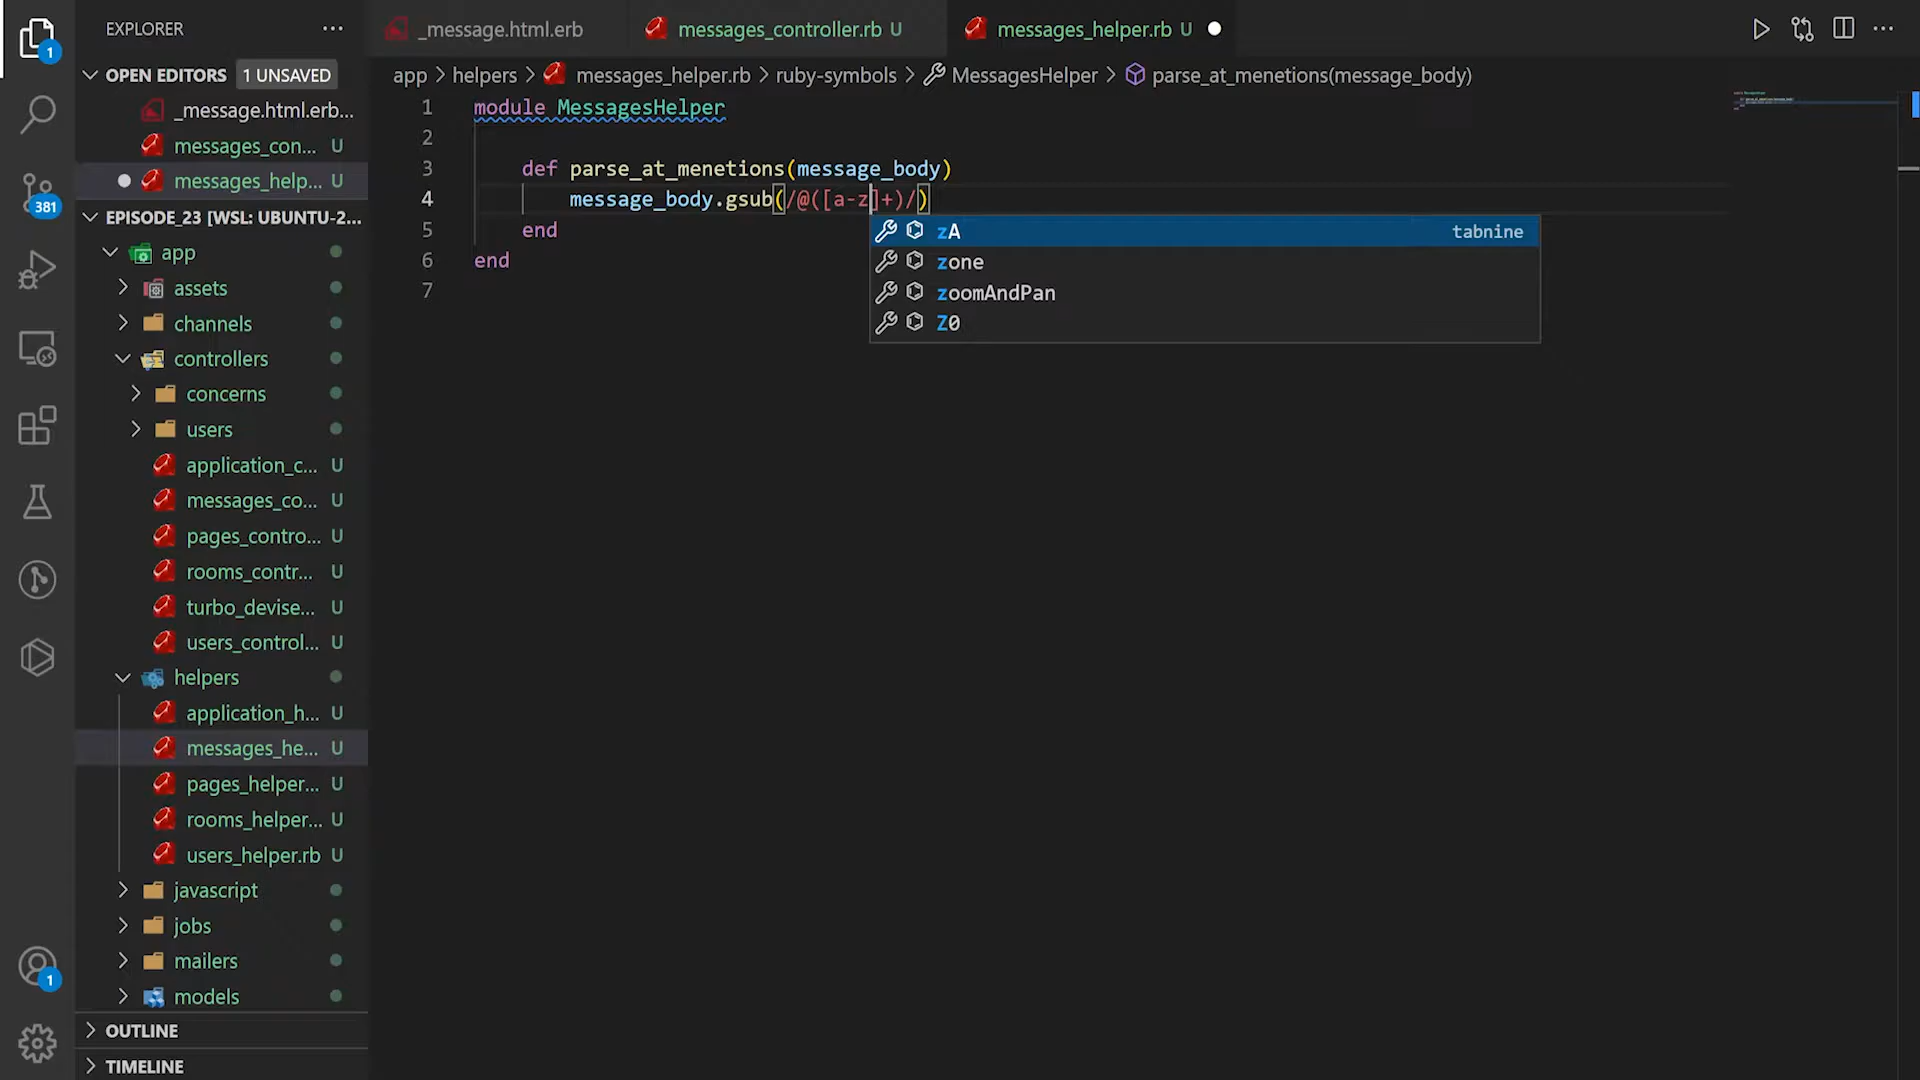 EXPLORER
OPEN EDITORS 1 UNSAVED
_message.html.erb...
messages_con... U
messages_help... U
EPISODE_23 [WSL: UBUNTU-2...
app
assets
channels
controllers
concerns
users
application_c... U
messages_co... U
pages_contro... U
rooms_contr... U
turbo_devise... U
users_control... U
helpers
application_h... U
messages_he... U
pages_helper... U
rooms_helper... U
users_helper.rb U
javascript
jobs
mailers
models
OUTLINE
TIMELINE
1
381
1
_message.html.erb
messages_controller.rb U
messages_helper.rb U
app > helpers > messages_helper.rb > ruby-symbols > MessagesHelper > parse_at_menetions(message_body)
1 module MessagesHelper
2
3 def parse_at_menetions(message_body)
4 message_body.gsub(/@([a-z]+)/)
5 end
6 end
7
zA tabnine
zone
zoomAndPan
Z0